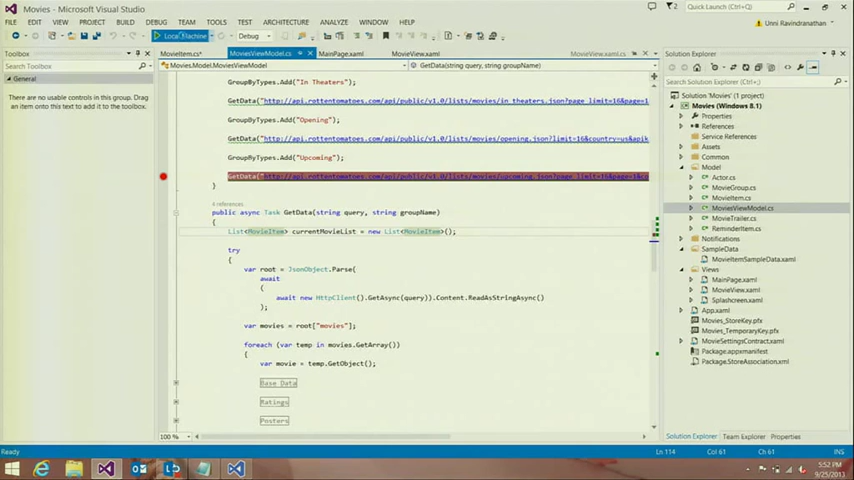 Movies - Microsoft Visual Studio
2
Quick Launch (Ctrl+Q)
FILE EDIT VIEW PROJECT BUILD DEBUG TEAM TOOLS TEST ARCHITECTURE ANALYZE WINDOW HELP
Unni Ravindranathan
Local Machine
Debug
Toolbox
MovieItem.cs*
MoviesViewModel.cs
MainPage.xaml
MovieView.xaml
MovieView.xaml.cs
Solution Explorer
Search Toolbox
Movies.Model.MoviesViewModel
GetData(string query, string groupName)
General
There are no usable controls in this group. Drag an item onto this text to add it to the toolbox.
GroupByTypes.Add("In Theaters");
GetData("http://api.rottentomatoes.com/api/public/v1.0/lists/movies/in_theaters.json?page_limit=16&page=1
GroupByTypes.Add("Opening");
GetData("http://api.rottentomatoes.com/api/public/v1.0/lists/movies/opening.json?limit=16&country=us&apik
GroupByTypes.Add("Upcoming");
GetData("http://api.rottentomatoes.com/api/public/v1.0/lists/movies/upcoming.json?page_limit=16&page=1&co
}
4 references
public async Task GetData(string query, string groupName)
{
List<MovieItem> currentMovieList = new List<MovieItem>();
try
{
var root = JsonObject.Parse(
await
(
await new HttpClient().GetAsync(query)).Content.ReadAsStringAsync()
);
var movies = root["movies"];
foreach (var temp in movies.GetArray())
{
var movie = temp.GetObject();
Base Data
Ratings
Posters
100 %
Search Solution Explorer (Ctrl+;)
Solution 'Movies' (1 project)
Movies (Windows 8.1)
Properties
References
Service References
Assets
Common
Model
Actor.cs
MovieGroup.cs
MovieItem.cs
MoviesViewModel.cs
MovieTrailer.cs
ReminderItem.cs
Notifications
SampleData
MovieItemSampleData.xaml
Views
MainPage.xaml
MovieView.xaml
Splashscreen.xaml
App.xaml
Movies_StoreKey.pfx
Movies_TemporaryKey.pfx
MovieSettingsContract.xaml
Package.appxmanifest
Package.StoreAssociation.xml
Solution Explorer Team Explorer Properties
Ln 114 Col 61 Ch 61 INS
5:52 PM
9/25/2013